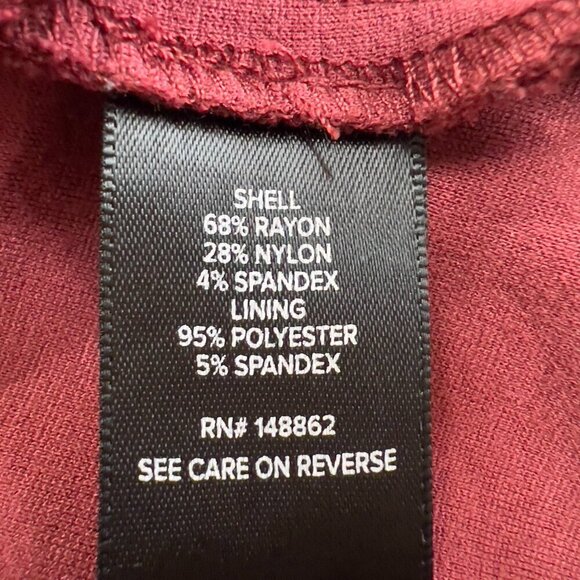 SHELL
68% RAYON
28% NYLON
4% SPANDEX
LINING
95% POLYESTER
5% SPANDEX
RN# 148862
SEE CARE ON REVERSE